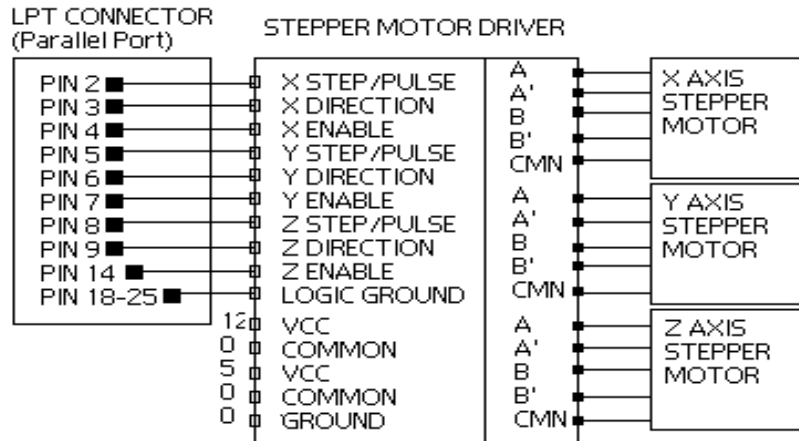 LPT CONNECTOR
(Parallel Port)
STEPPER MOTOR DRIVER
PIN 2
PIN 3
PIN 4
PIN 5
PIN 6
PIN 7
PIN 8
PIN 9
PIN 14
PIN 18-25
12
0
5
0
0
X STEP/PULSE
X DIRECTION
X ENABLE
Y STEP/PULSE
Y DIRECTION
Y ENABLE
Z STEP/PULSE
Z DIRECTION
Z ENABLE
LOGIC GROUND
VCC
COMMON
VCC
COMMON
GROUND
A
A'
B
B'
CMN
A
A'
B
B'
CMN
A
A'
B
B'
CMN
X AXIS
STEPPER
MOTOR
Y AXIS
STEPPER
MOTOR
Z AXIS
STEPPER
MOTOR